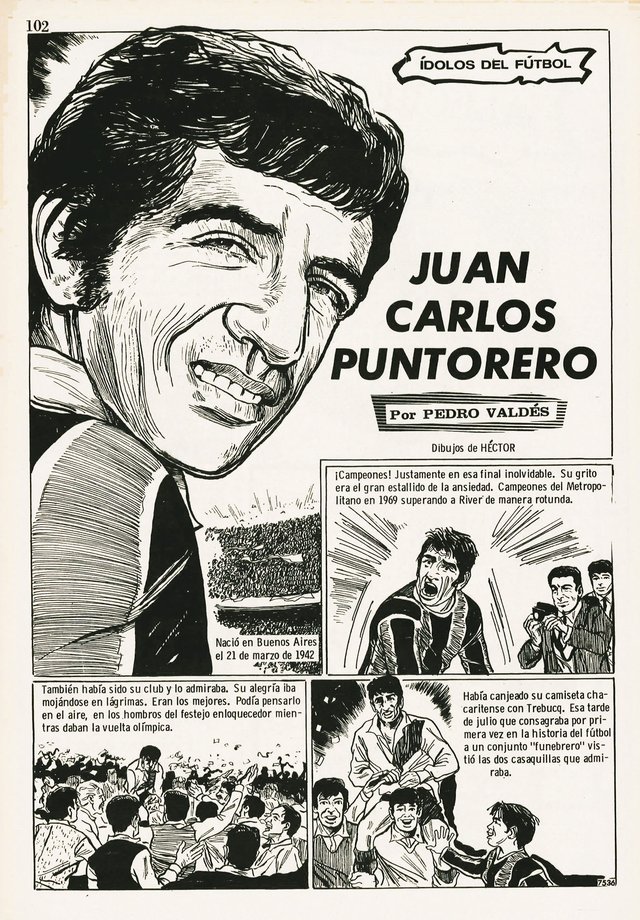 102
ÍDOLOS DEL FÚTBOL
JUAN
CARLOS
PUNTORERO
Por PEDRO VALDÉS
Dibujos de HÉCTOR
¡Campeones! Justamente en esa final inolvidable. Su grito
era el gran estallido de la ansiedad. Campeones del Metropo-
litano en 1969 superando a River de manera rotunda.
Nació en Buenos Aires
el 21 de marzo de 1942
También había sido su club y lo admiraba. Su alegría iba
mojándose en lágrimas. Eran los mejores. Podía pensarlo
en el aire, en los hombros del festejo enloquecedor mien-
tras daban la vuelta olímpica.
Había canjeado su camiseta cha-
caritense con Trebucq. Esa tarde
de julio que consagraba por pri-
mera vez en la historia del fútbol
a un conjunto "funebrero" vis-
tió las dos casaquillas que admi-
raba.
7536